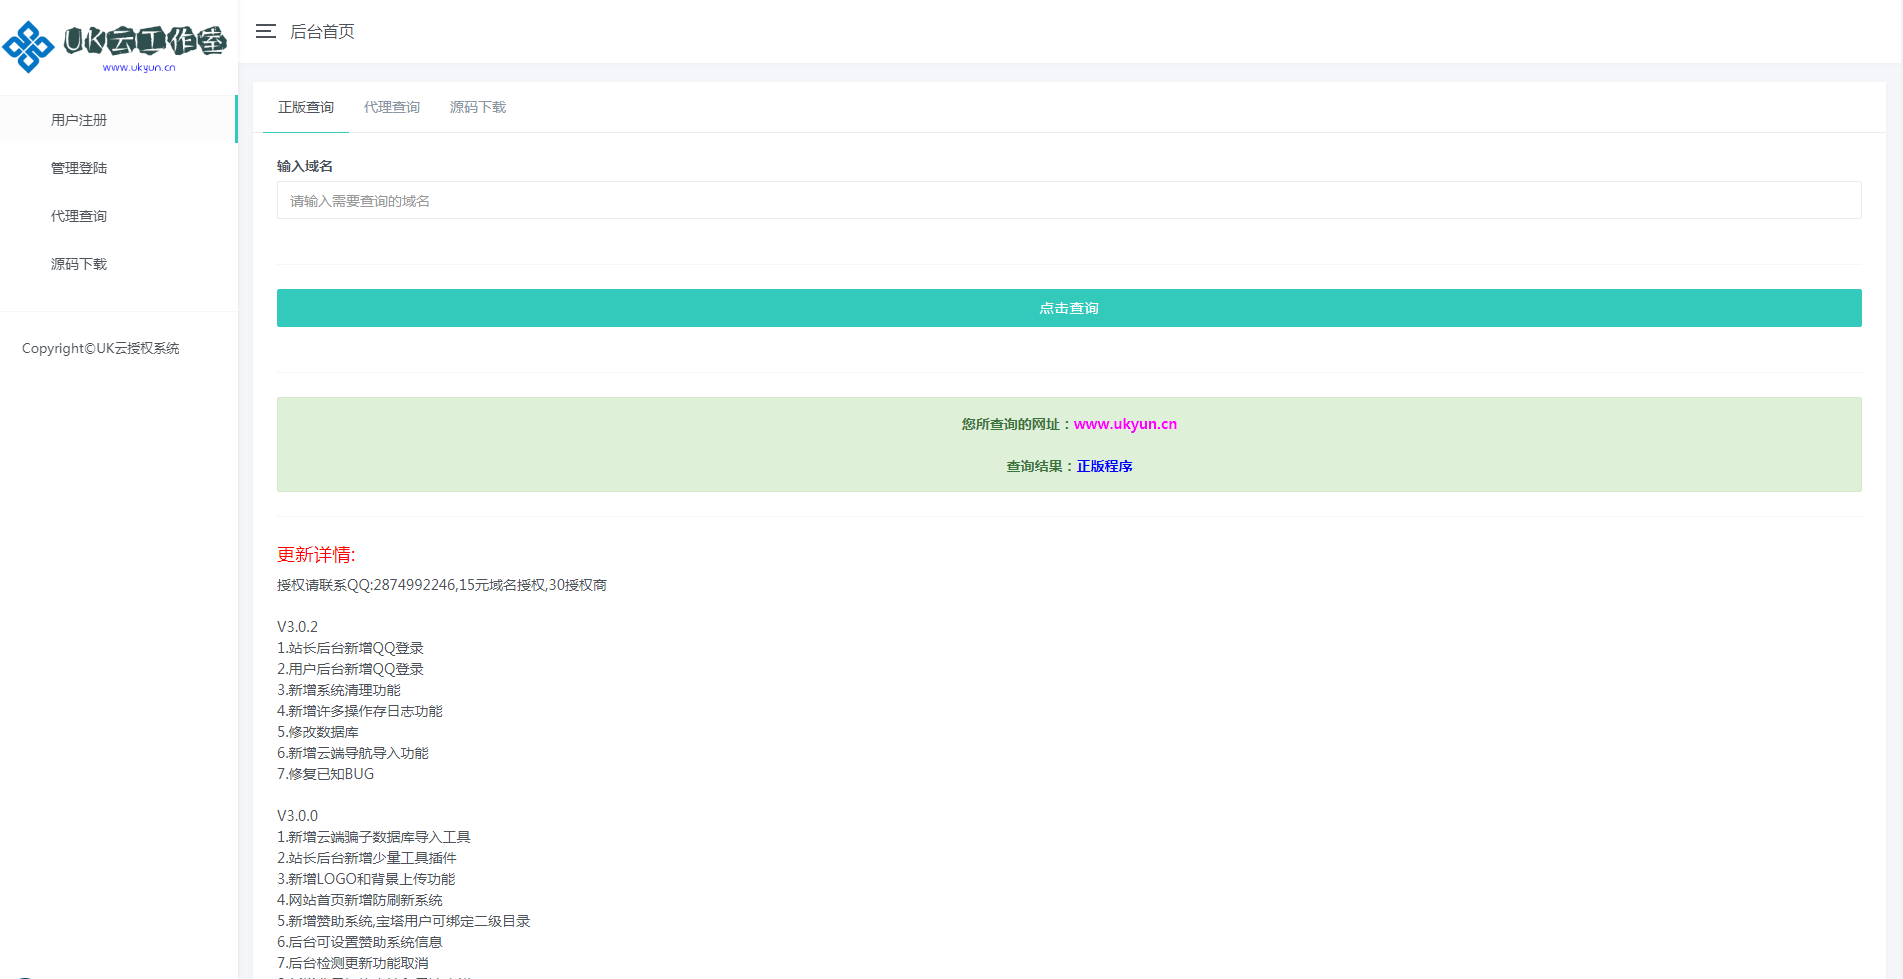 UK云工作室
www.ukyun.cn
用户注册
管理登陆
代理查询
源码下载
Copyright©UK云授权系统
后台首页
正版查询 代理查询 源码下载
输入域名
请输入需要查询的域名
点击查询
您所查询的网址：www.ukyun.cn
查询结果：正版程序
更新详情:
授权请联系QQ:2874992246,15元域名授权,30授权商
V3.0.2
1.站长后台新增QQ登录
2.用户后台新增QQ登录
3.新增系统清理功能
4.新增许多操作存日志功能
5.修改数据库
6.新增云端导航导入功能
7.修复已知BUG
V3.0.0
1.新增云端骗子数据库导入工具
2.站长后台新增少量工具插件
3.新增LOGO和背景上传功能
4.网站首页新增防刷新系统
5.新增赞助系统,宝塔用户可绑定二级目录
6.后台可设置赞助系统信息
7.后台检测更新功能取消